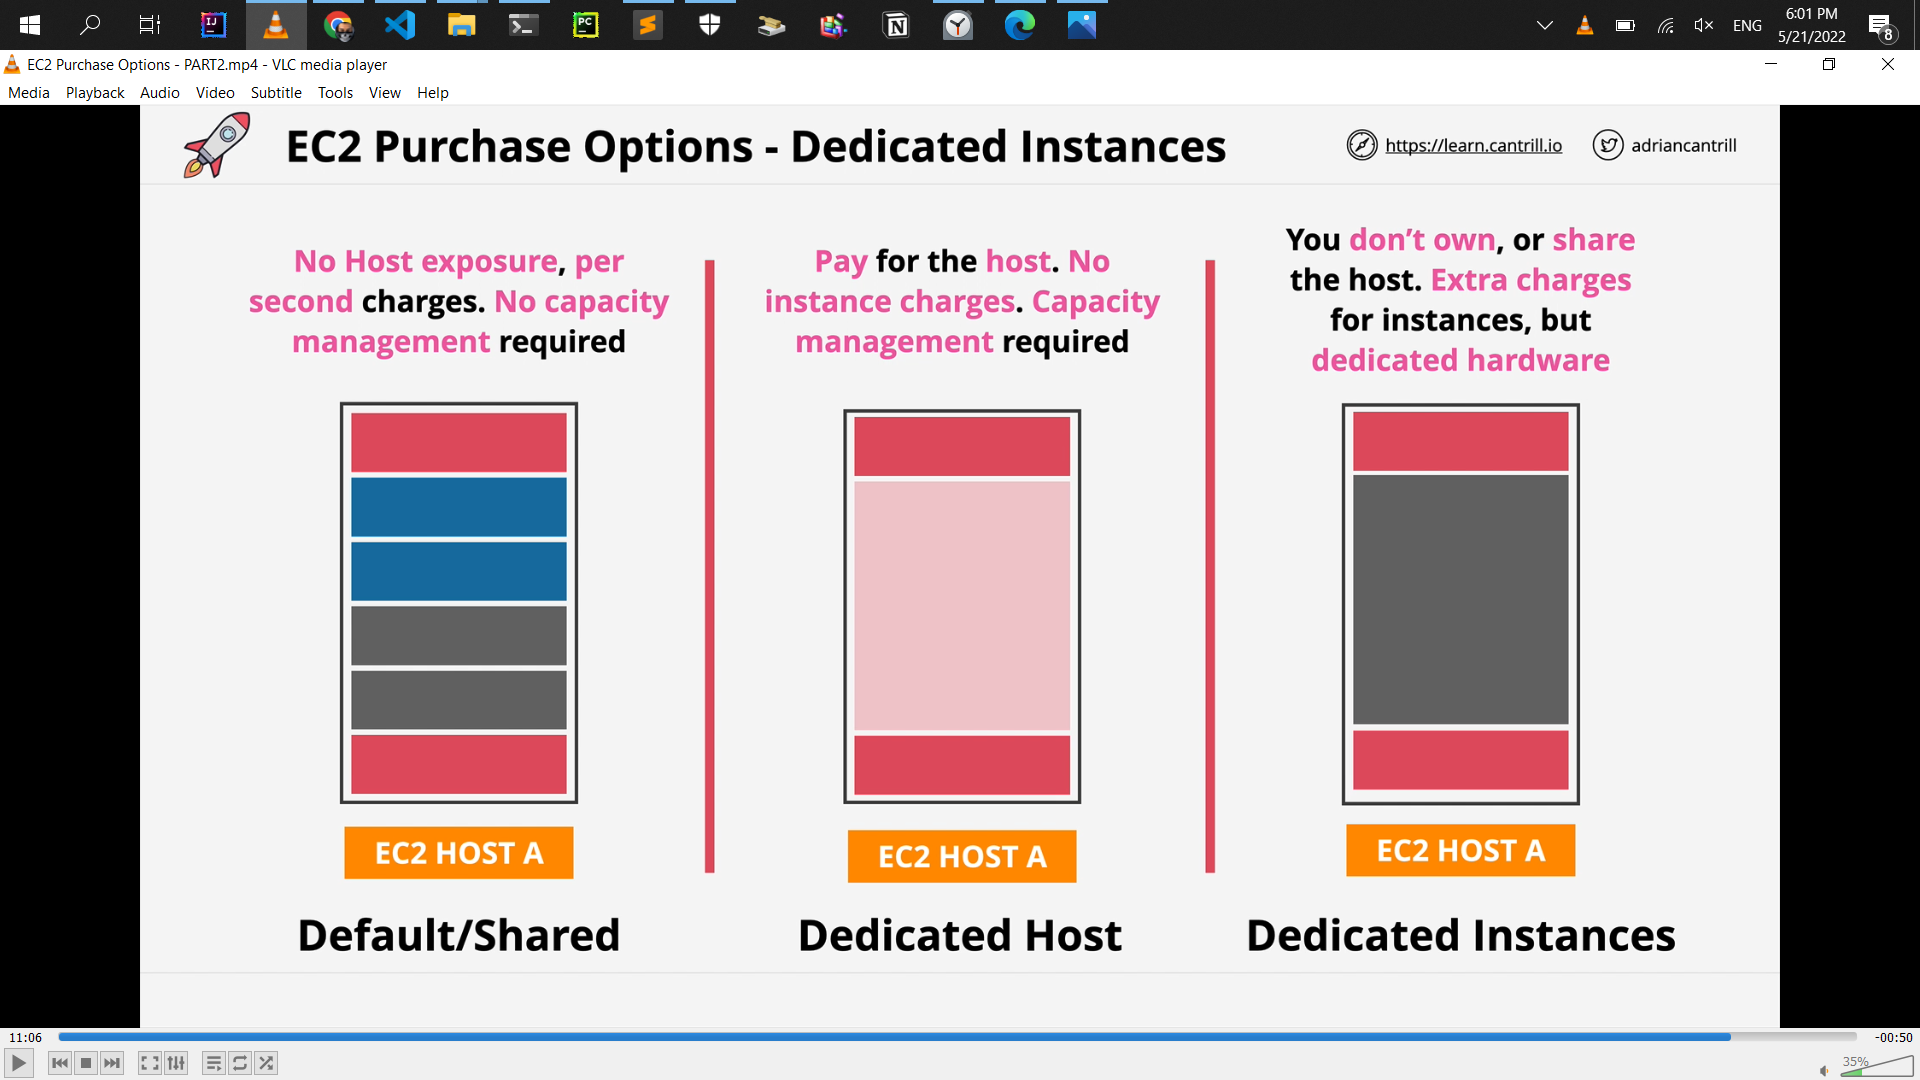 IJ
PC
N
ENG
6:01 PM
5/21/2022
8
EC2 Purchase Options - PART2.mp4 - VLC media player
Media Playback Audio Video Subtitle Tools View Help
EC2 Purchase Options - Dedicated Instances
https://learn.cantrill.io
adriancantrill
No Host exposure, per
second charges. No capacity
management required
Pay for the host. No
instance charges. Capacity
management required
You don't own, or share
the host. Extra charges
for instances, but
dedicated hardware
EC2 HOST A
EC2 HOST A
EC2 HOST A
Default/Shared
Dedicated Host
Dedicated Instances
11:06
-00:50
35%